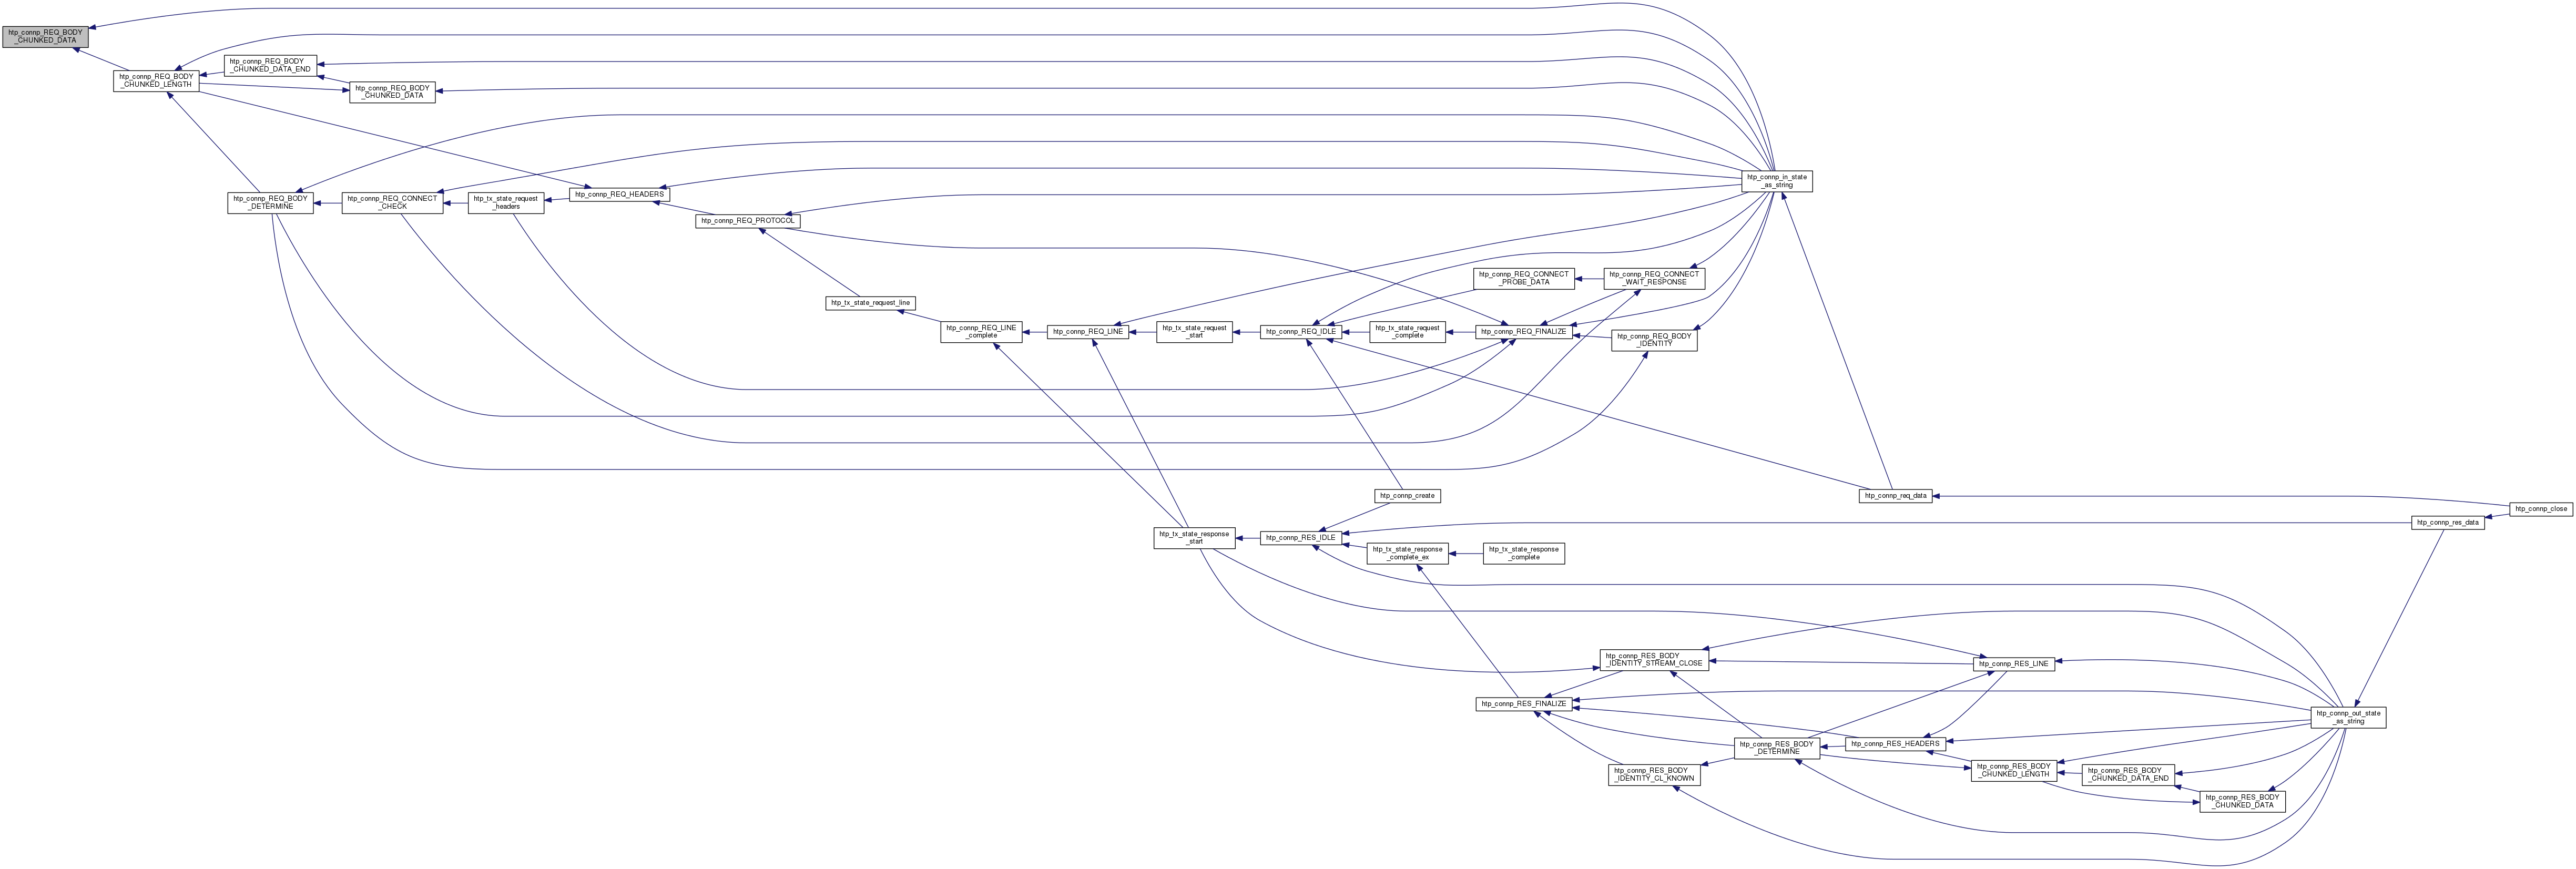 htp_connp_REQ_BODY
_CHUNKED_DATA
htp_connp_REQ_BODY
_CHUNKED_LENGTH
htp_connp_REQ_BODY
_CHUNKED_DATA_END
htp_connp_REQ_BODY
_CHUNKED_DATA
htp_connp_in_state
_as_string
htp_connp_REQ_BODY
_DETERMINE
htp_connp_REQ_CONNECT
_CHECK
htp_tx_state_request
_headers
htp_connp_REQ_HEADERS
htp_connp_REQ_PROTOCOL
htp_connp_REQ_CONNECT
_PROBE_DATA
htp_connp_REQ_CONNECT
_WAIT_RESPONSE
htp_tx_state_request_line
htp_connp_REQ_LINE
_complete
htp_connp_REQ_LINE
htp_tx_state_request
_start
htp_connp_REQ_IDLE
htp_tx_state_request
_complete
htp_connp_REQ_FINALIZE
htp_connp_REQ_BODY
_IDENTITY
htp_connp_create
htp_connp_req_data
htp_connp_close
htp_connp_res_data
htp_tx_state_response
_start
htp_connp_RES_IDLE
htp_tx_state_response
_complete_ex
htp_tx_state_response
_complete
htp_connp_RES_BODY
_IDENTITY_STREAM_CLOSE
htp_connp_RES_LINE
htp_connp_RES_FINALIZE
htp_connp_out_state
_as_string
htp_connp_RES_BODY
_DETERMINE
htp_connp_RES_HEADERS
htp_connp_RES_BODY
_IDENTITY_CL_KNOWN
htp_connp_RES_BODY
_CHUNKED_LENGTH
htp_connp_RES_BODY
_CHUNKED_DATA_END
htp_connp_RES_BODY
_CHUNKED_DATA